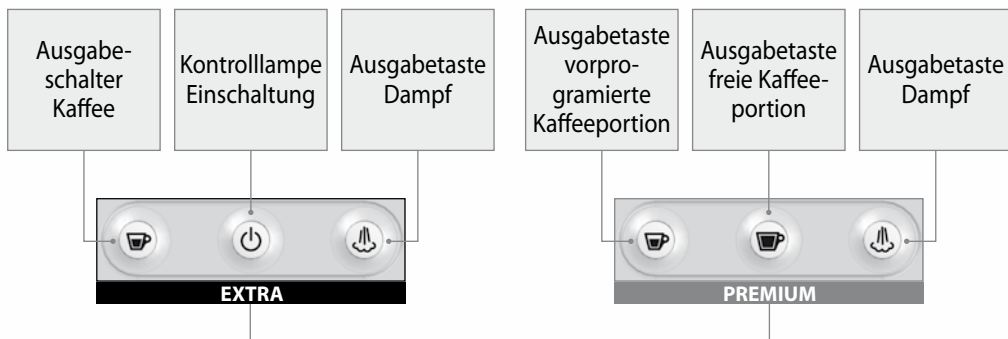 Ausgabe-
schalter
Kaffee
Kontrolllampe
Einschaltung
Ausgabetaste
Dampf
EXTRA
Ausgabetaste
vorpro-
gramierte
Kaffeeportion
Ausgabetaste
freie Kaffee-
portion
Ausgabetaste
Dampf
PREMIUM